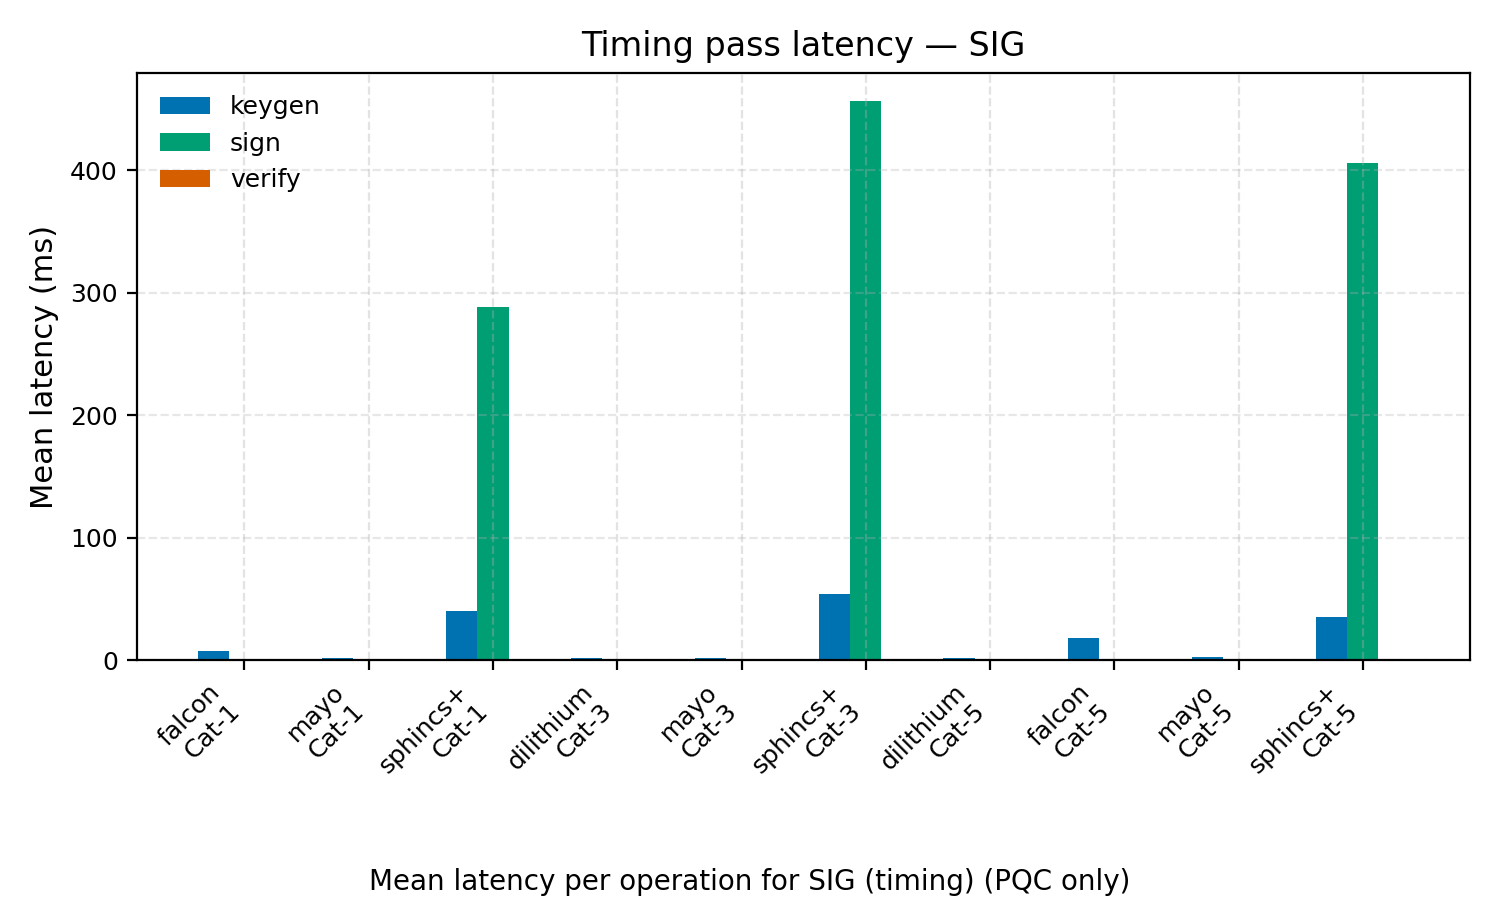 Timing pass latency — SIG
keygen
sign
verify
Mean latency (ms)
400
300
200
100
0
falcon
Cat-1
mayo
Cat-1
sphincs+
Cat-1
dilithium
Cat-3
mayo
Cat-3
sphincs+
Cat-3
dilithium
Cat-5
falcon
Cat-5
mayo
Cat-5
sphincs+
Cat-5
Mean latency per operation for SIG (timing) (PQC only)